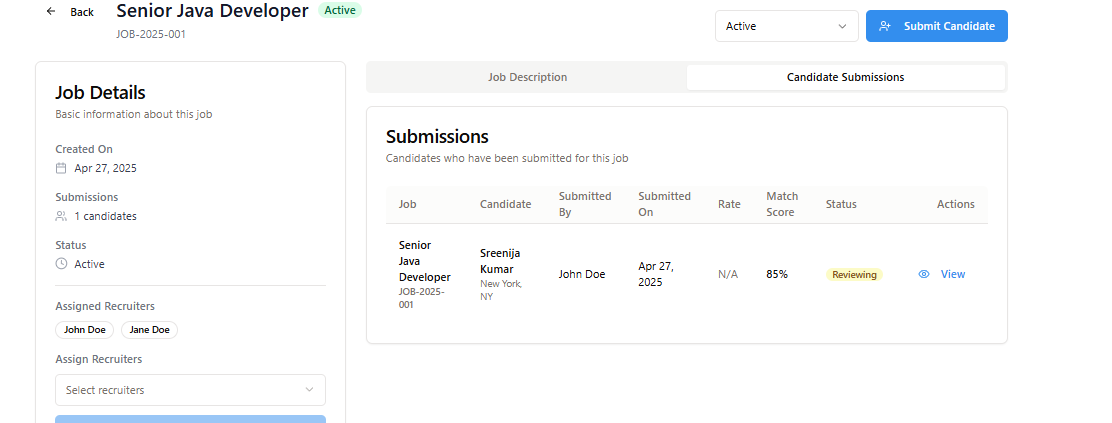 Back
Senior Java Developer
Active
JOB-2025-001
Active
Submit Candidate
Job Details
Basic information about this job
Created On
Apr 27, 2025
Submissions
1 candidates
Status
Active
Assigned Recruiters
John Doe
Jane Doe
Assign Recruiters
Select recruiters
Job Description
Candidate Submissions
Submissions
Candidates who have been submitted for this job
Job
Candidate
Submitted
By
Submitted
On
Rate
Match
Score
Status
Actions
Senior
Java
Developer
JOB-2025-
001
Sreenija
Kumar
New York,
NY
John Doe
Apr 27,
2025
N/A
85%
Reviewing
View